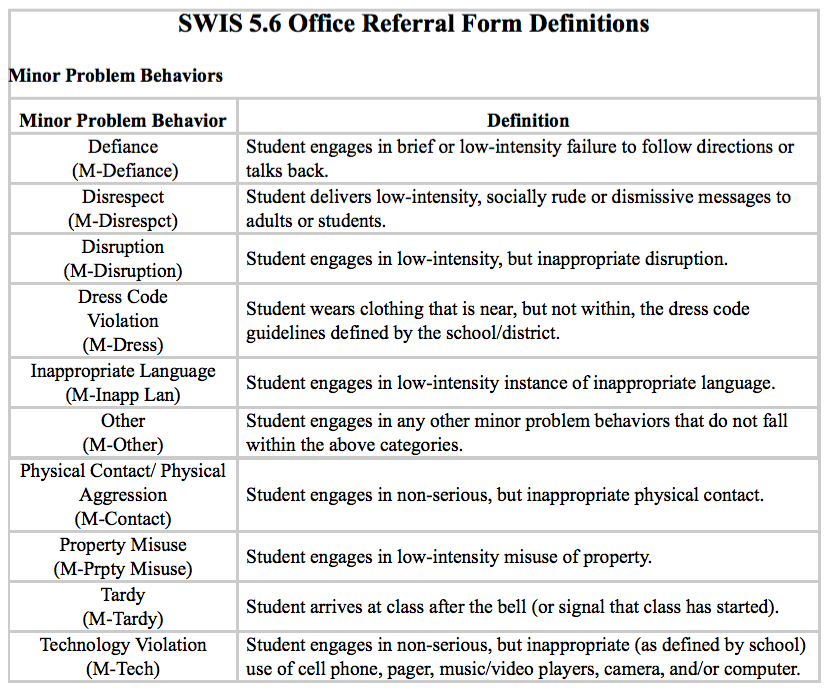 SWIS 5.6 Office Referral Form Definitions
Minor Problem Behaviors
Minor Problem Behavior
Definition
Defiance
(M-Defiance)
Student engages in brief or low-intensity failure to follow directions or
talks back.
Disrespect
(M-Disrespct)
Student delivers low-intensity, socially rude or dismissive messages to
adults or students.
Disruption
(M-Disruption)
Student engages in low-intensity, but inappropriate disruption.
Dress Code
Violation
(M-Dress)
Student wears clothing that is near, but not within, the dress code
guidelines defined by the school/district.
Inappropriate Language
(M-Inapp Lan)
Student engages in low-intensity instance of inappropriate language.
Other
(M-Other)
Student engages in any other minor problem behaviors that do not fall
within the above categories.
Physical Contact/ Physical
Aggression
(M-Contact)
Student engages in non-serious, but inappropriate physical contact.
Property Misuse
(M-Prpty Misuse)
Student engages in low-intensity misuse of property.
Tardy
(M-Tardy)
Student arrives at class after the bell (or signal that class has started).
Technology Violation
(M-Tech)
Student engages in non-serious, but inappropriate (as defined by school)
use of cell phone, pager, music/video players, camera, and/or computer.